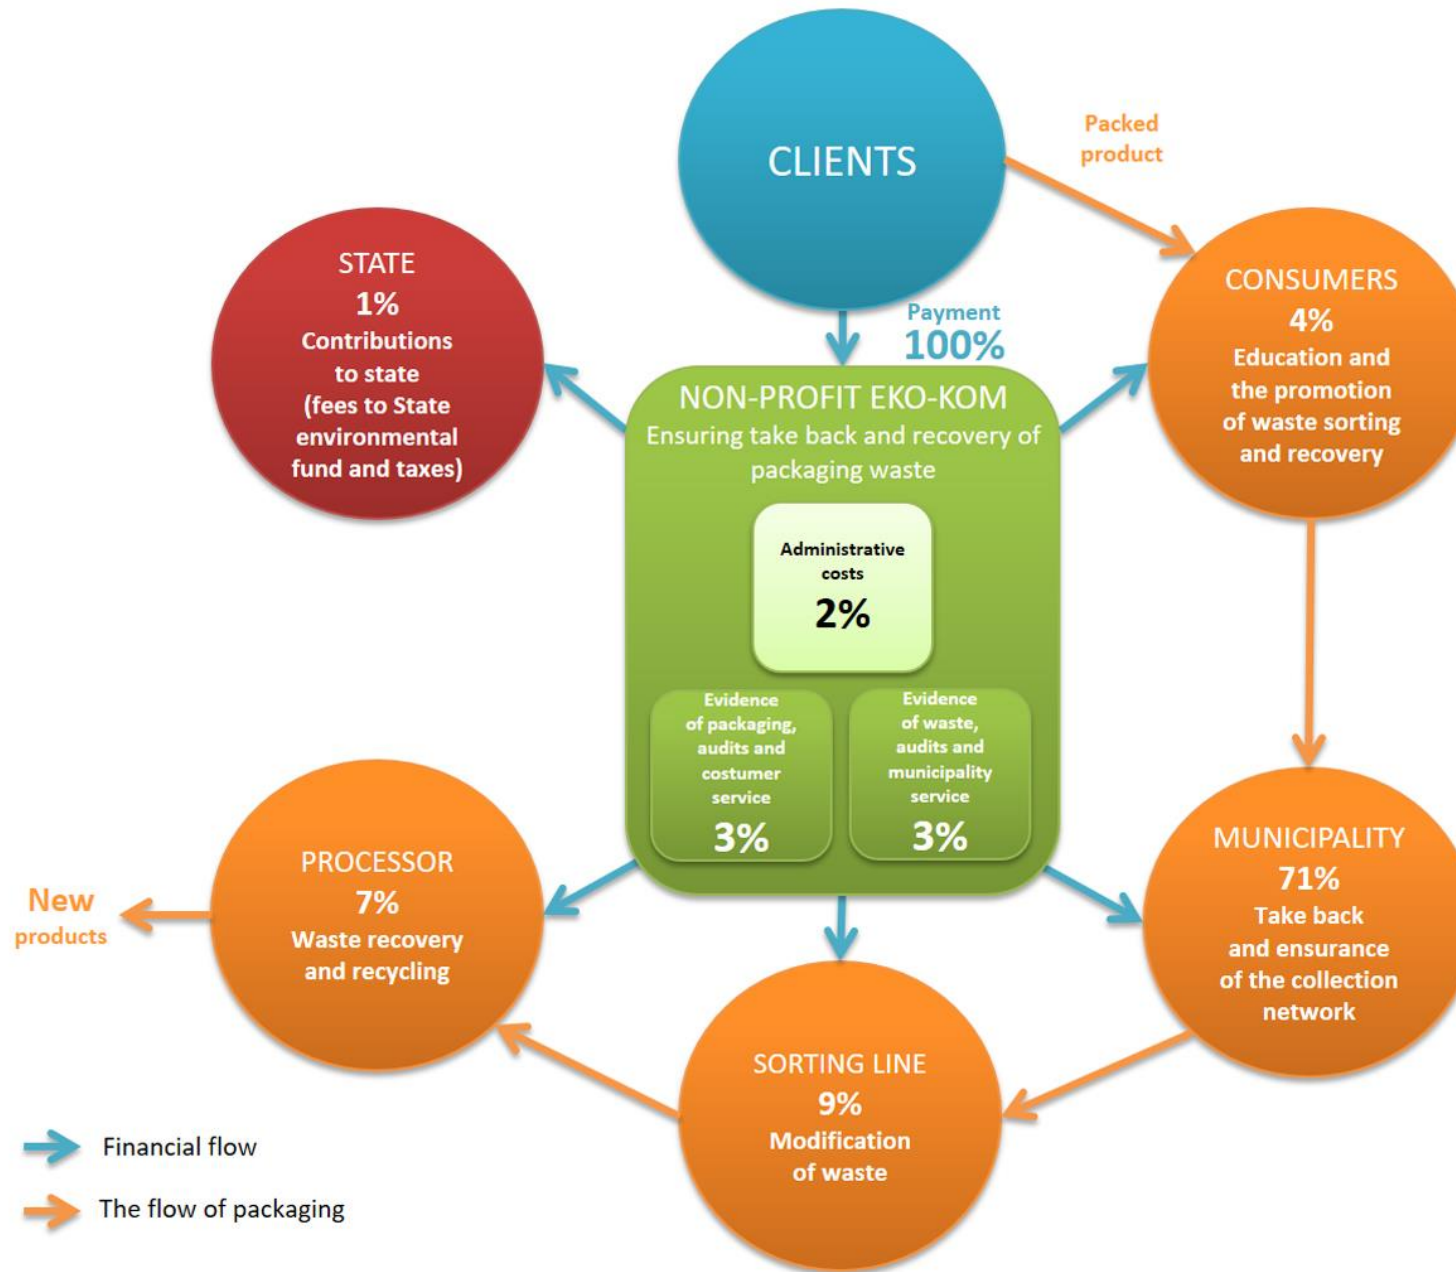 CLIENTS
Packed
product
Payment
100%
STATE
1%
Contributions
to state
(fees to State
environmental
fund and taxes)
CONSUMERS
4%
Education and
the promotion
of waste sorting
and recovery
NON-PROFIT EKO-KOM
Ensuring take back and recovery of
packaging waste
Administrative
costs
2%
Evidence
of packaging,
audits and
costumer
service
3%
Evidence
of waste,
audits and
municipality
service
3%
PROCESSOR
7%
Waste recovery
and recycling
New
products
MUNICIPALITY
71%
Take back
and ensurance
of the collection
network
SORTING LINE
9%
Modification
of waste
Financial flow
The flow of packaging